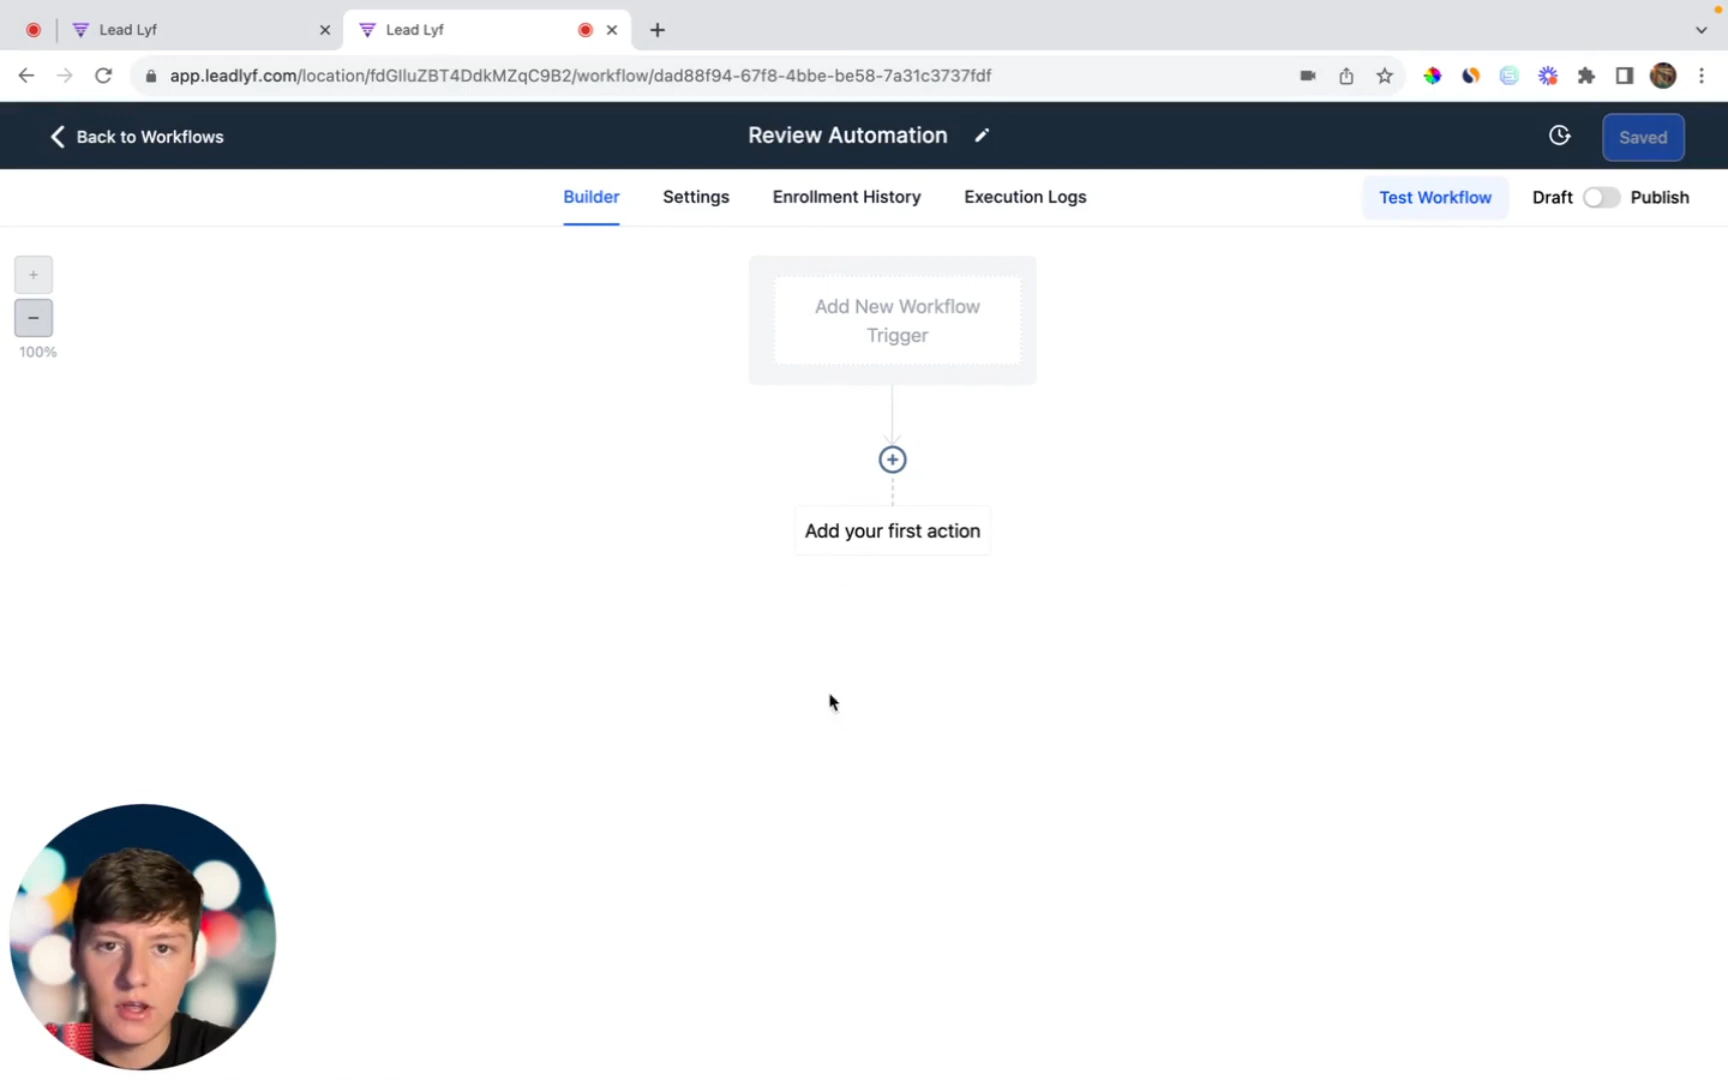 Lead Lyf
Lead Lyf
app.leadlyf.com/location/fdGIluZBT4DdkMZqC9B2/workflow/dad88f94-67f8-4bbe-be58-7a31c3737fdf
Back to Workflows
Review Automation
Saved
Builder
Settings
Enrollment History
Execution Logs
Test Workflow
Draft
Publish
+
−
100%
Add New Workflow
Trigger
Add your first action